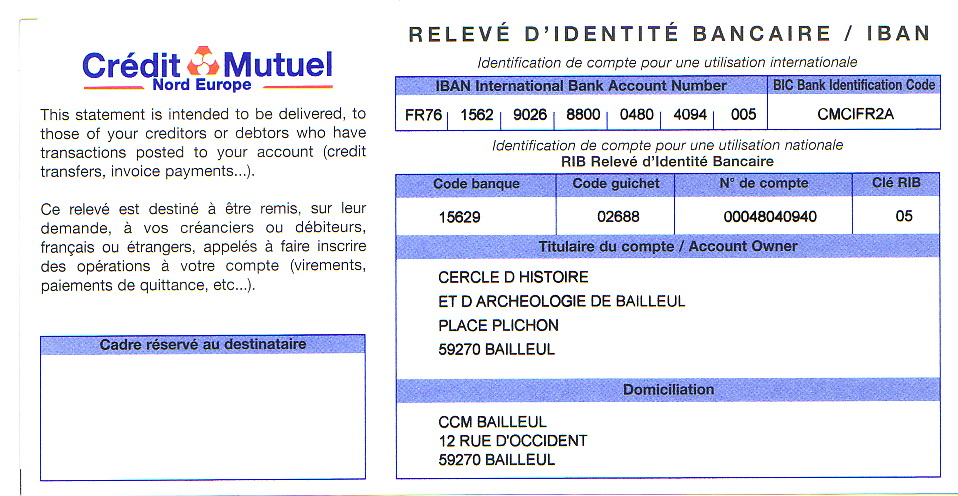 Crédit Mutuel
Nord Europe
This statement is intended to be delivered, to
those of your creditors or debtors who have
transactions posted to your account (credit
transfers, invoice payments...).
Ce relevé est destiné à être remis, sur leur
demande, à vos créanciers ou débiteurs,
français ou étrangers, appelés à faire inscrire
des opérations à votre compte (virements,
paiements de quittance, etc...).
Cadre réservé au destinataire
RELEVÉ D'IDENTITÉ BANCAIRE / IBAN
Identification de compte pour une utilisation internationale
IBAN International Bank Account Number BIC Bank Identification Code
FR76 1562 9026 8800 0480 4094 005 CMCIFR2A
Identification de compte pour une utilisation nationale
RIB Relevé d'Identité Bancaire
Code banque Code guichet N° de compte Clé RIB
15629 02688 00048040940 05
Titulaire du compte / Account Owner
CERCLE D HISTOIRE
ET D ARCHEOLOGIE DE BAILLEUL
PLACE PLICHON
59270 BAILLEUL
Domiciliation
CCM BAILLEUL
12 RUE D'OCCIDENT
59270 BAILLEUL